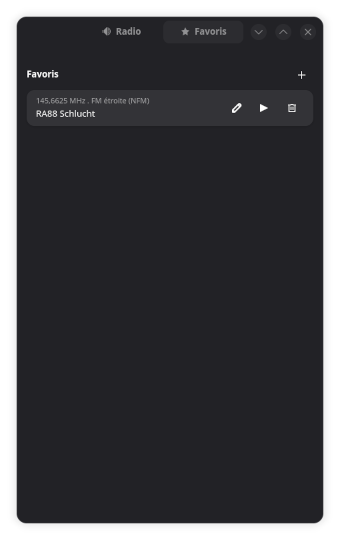 Radio
Favoris
Favoris
145,6625 MHz . FM étroite (NFM)
RA88 Schlucht